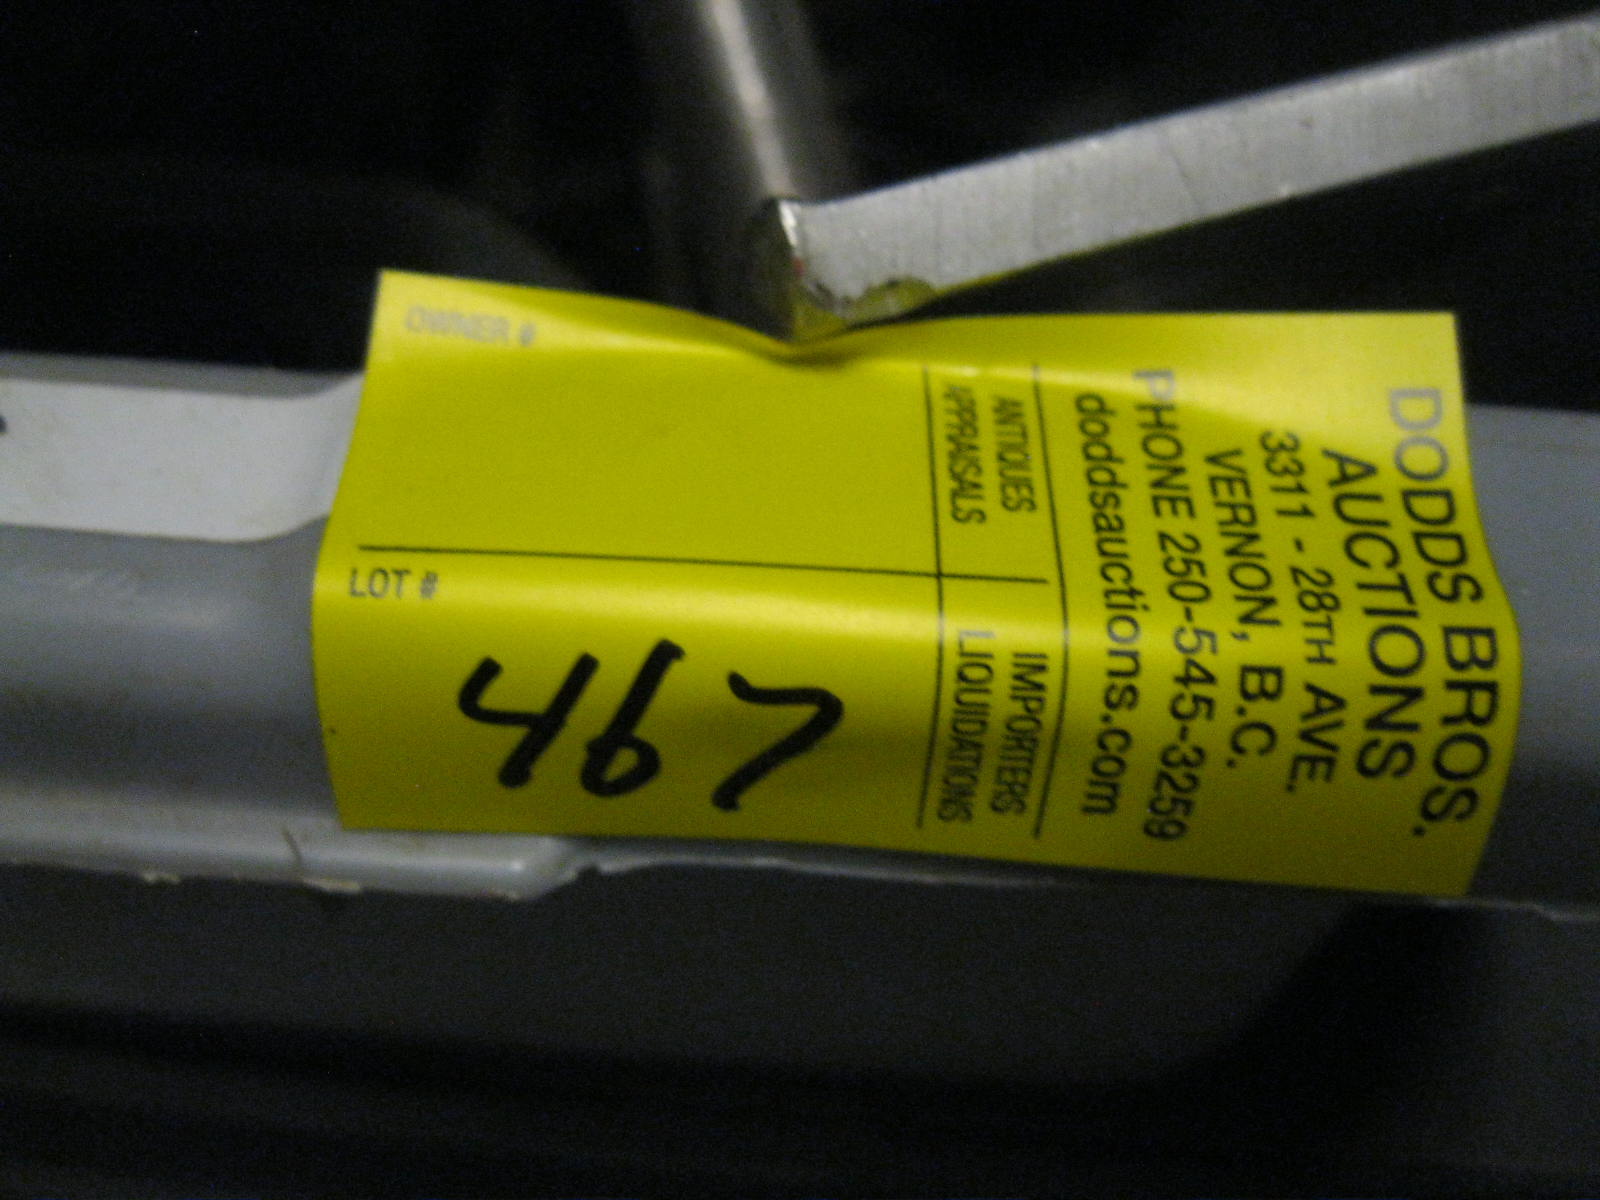 DODDS BROS.
AUCTIONS
3311 - 28TH AVE.
VERNON, B.C.
PHONE 250-545-3259
doddsauctions.com
ANTIQUES
APPRAISALS
IMPORTERS
LIQUIDATIONS
OWNER #
LOT #
467